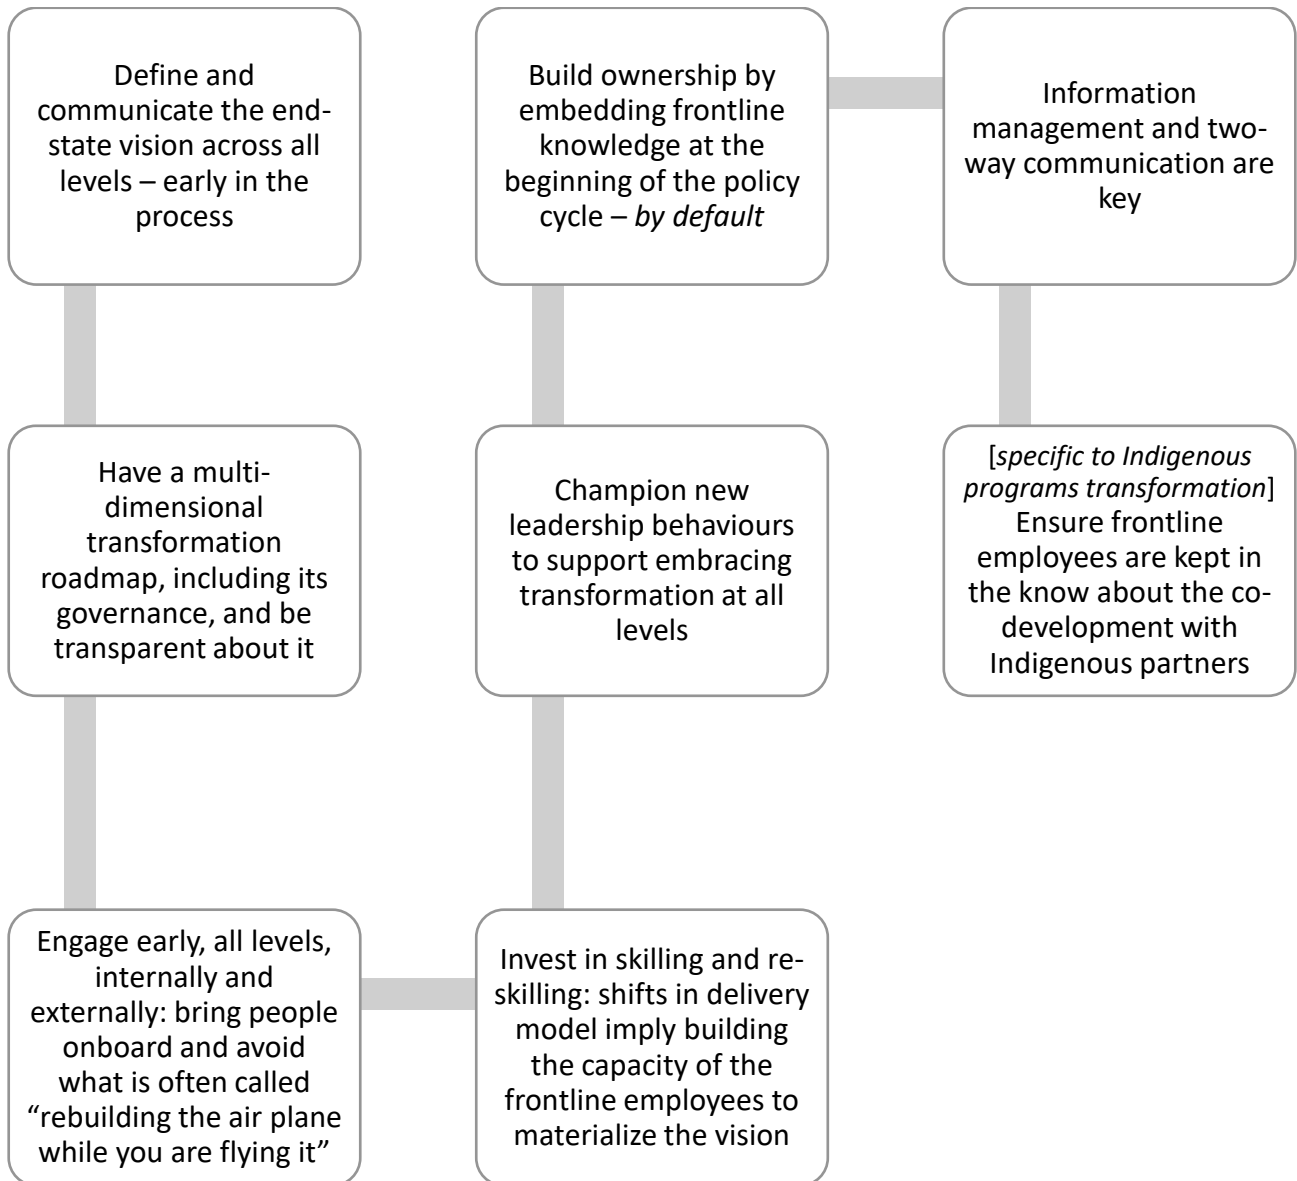 Define and
communicate the end-
state vision across all
levels – early in the
process
Have a multi-
dimensional
transformation
roadmap, including its
governance, and be
transparent about it
Engage early, all levels,
internally and
externally: bring people
onboard and avoid
what is often called
“rebuilding the air plane
while you are flying it”
Invest in skilling and re-
skilling: shifts in delivery
model imply building
the capacity of the
frontline employees to
materialize the vision
Champion new
leadership behaviours
to support embracing
transformation at all
levels
Build ownership by
embedding frontline
knowledge at the
beginning of the policy
cycle – by default
Information
management and two-
way communication are
key
[specific to Indigenous
programs transformation]
Ensure frontline
employees are kept in
the know about the co-
development with
Indigenous partners